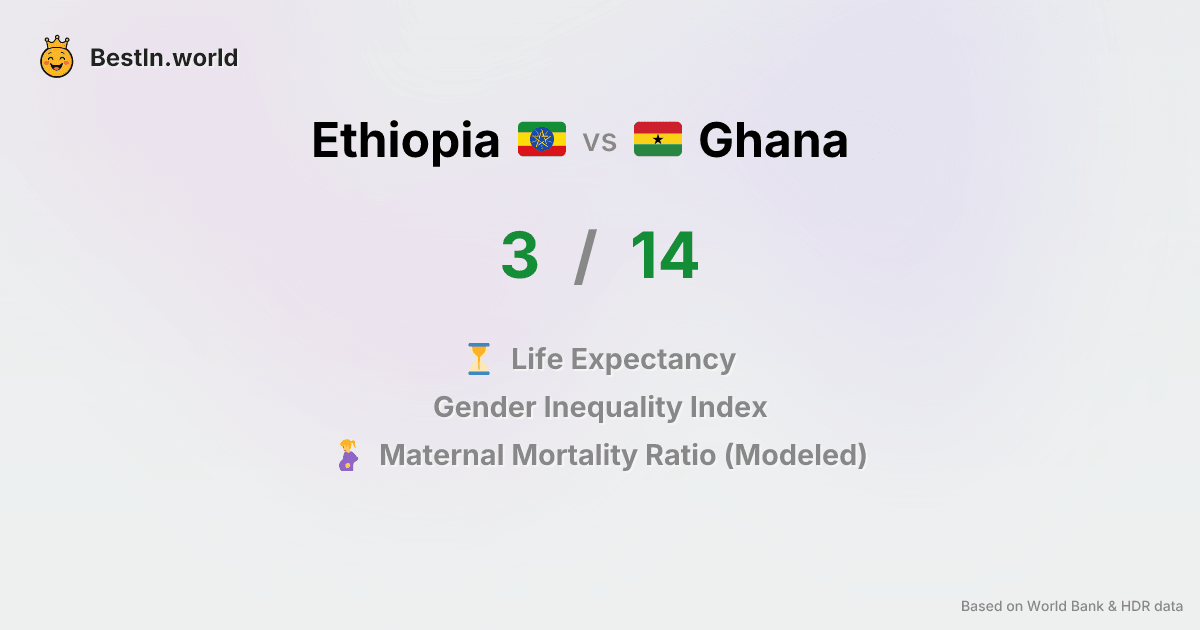 BestIn.world
Ethiopia vs Ghana
3 / 14
Life Expectancy
Gender Inequality Index
Maternal Mortality Ratio (Modeled)
Based on World Bank & HDR data